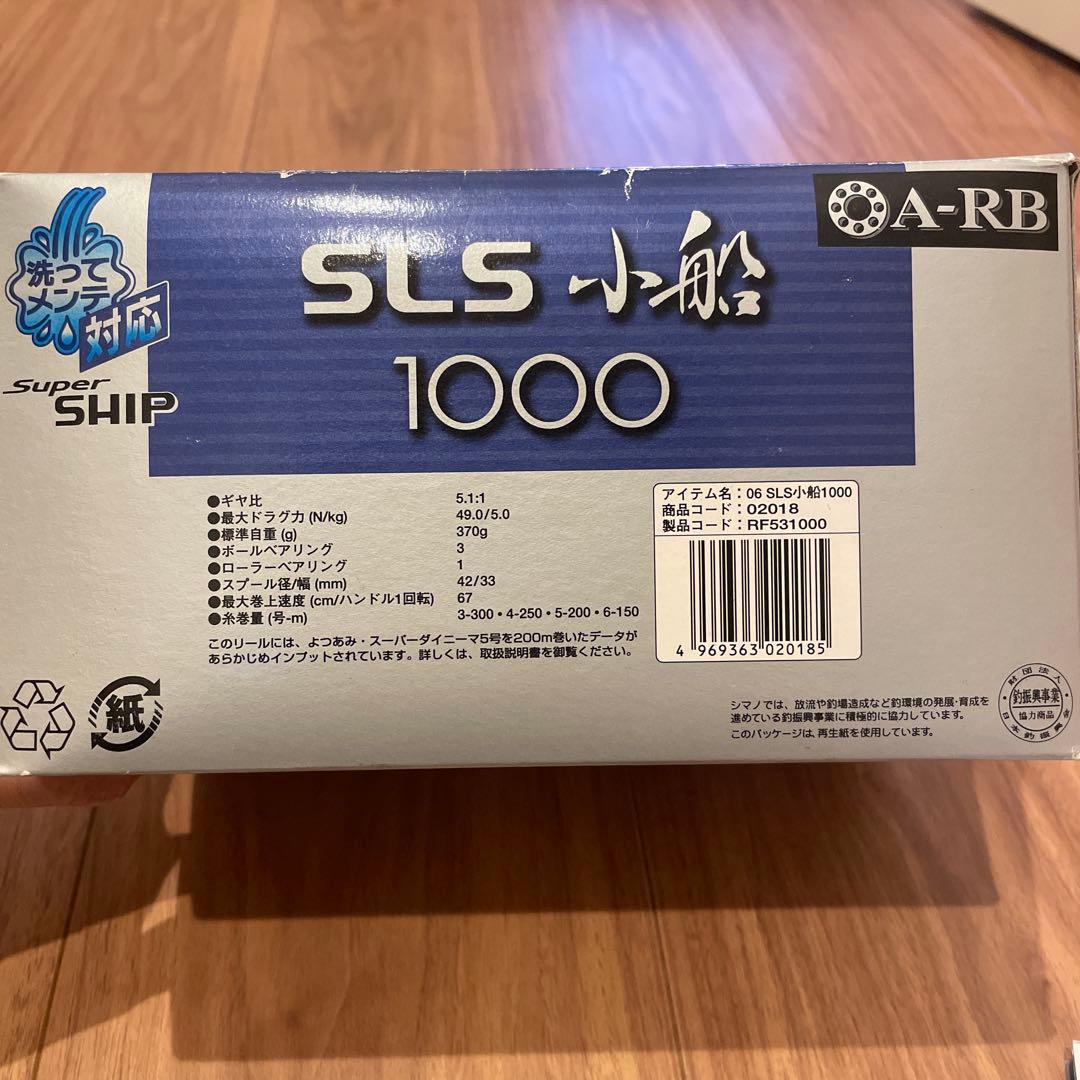 洗って
メンテ
対応
Super
SHIP
SLS 小船
1000
A-RB
●ギヤ比 5.1:1
●最大ドラグ力 (N/kg) 49.0/5.0
●標準自重 (g) 370g
●ボールベアリング 3
●ローラーベアリング 1
●スプール径/幅 (mm) 42/33
●最大巻上速度 (cm/ハンドル1回転) 67
●糸巻量 (号-m) 3-300・4-250・5-200・6-150
このリールには、よつあみ・スーパーダイニーマ5号を200m巻いたデータが
あらかじめインプットされています。詳しくは、取扱説明書を御覧ください。
アイテム名：06 SLS小船1000
商品コード：02018
製品コード：RF531000
4 969363 020185
紙
シマノでは、放流や釣場造成など釣環境の発展・育成を
進めている釣振興事業に積極的に協力しています。
このパッケージは、再生紙を使用しています。
財団法人
釣振興事業
協力商品
日本釣振興会